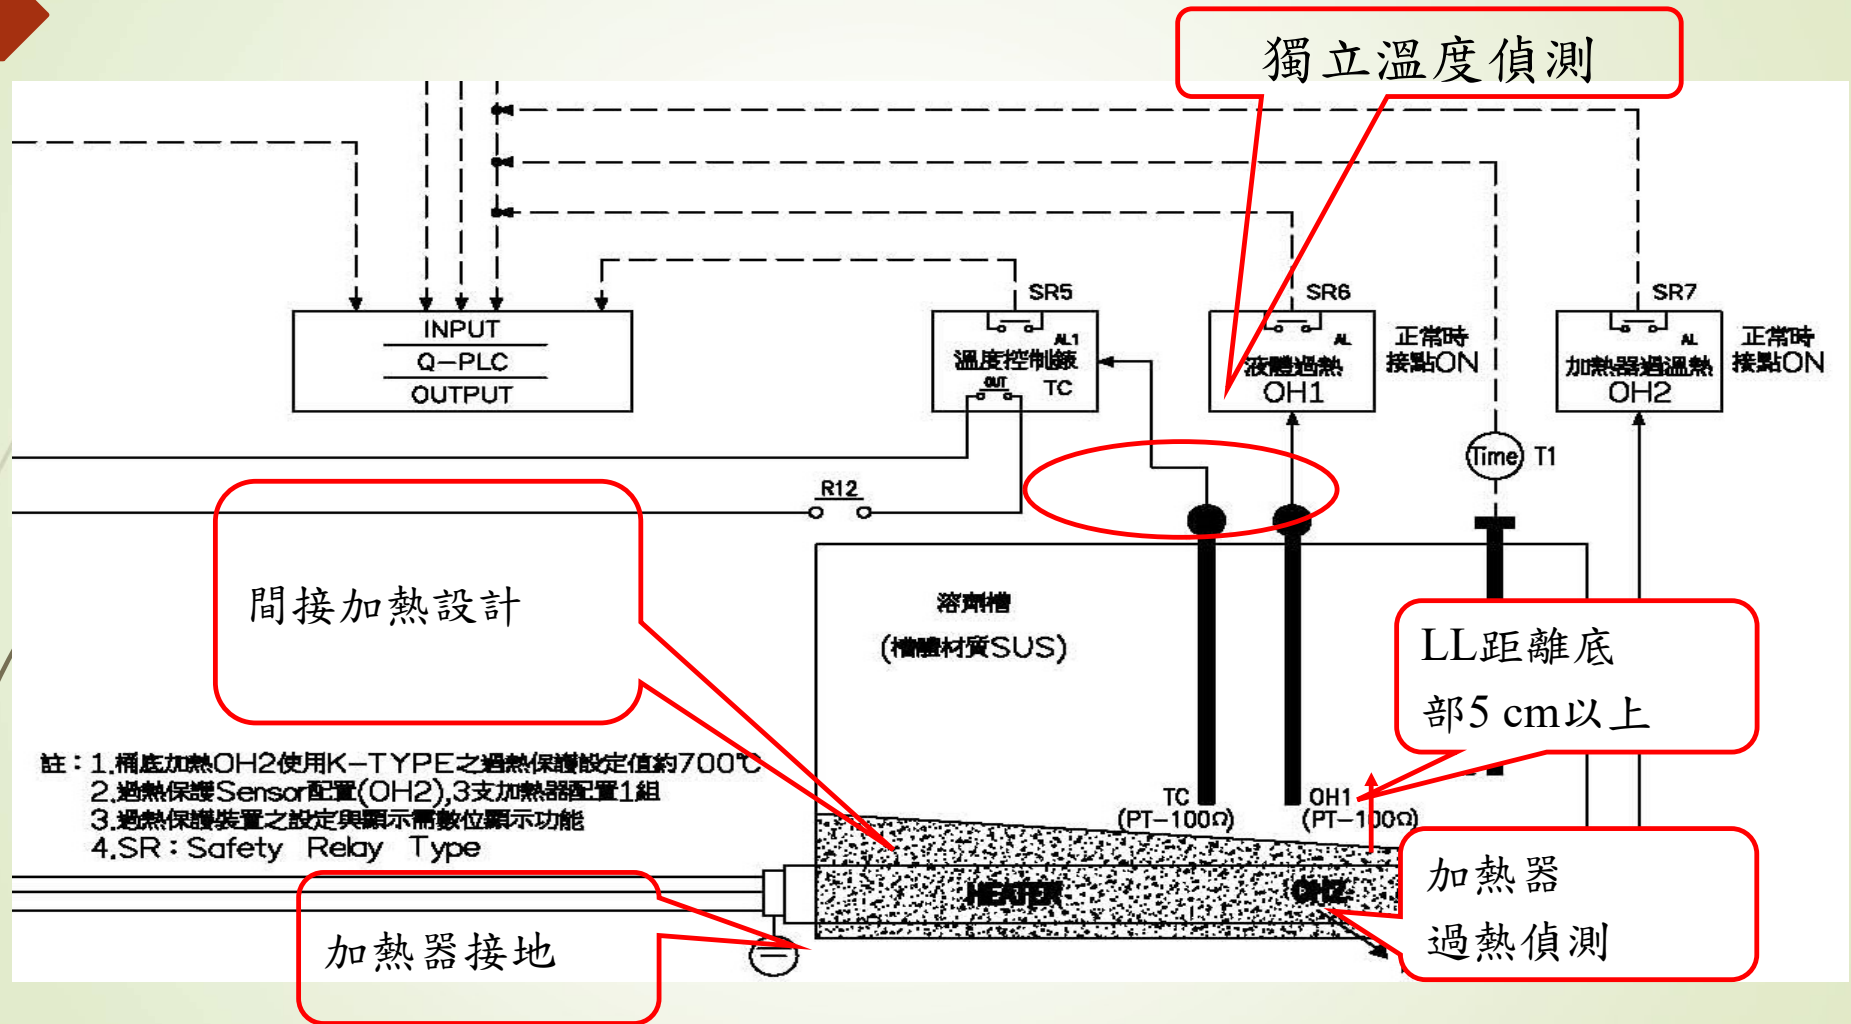 獨立溫度偵測
SR5
SR6
SR7
INPUT
Q-PLC
OUTPUT
AL1
溫度控制錶
OUT
TC
AL
液體過熱
OH1
正常時
接點ON
AL
加熱器過溫熱
OH2
正常時
接點ON
Time
T1
R12
間接加熱設計
溶劑槽
(槽體材質SUS)
LL距離底
部5 cm以上
註：1.桶底加熱OH2使用K-TYPE之過熱保護設定值約700℃
2.過熱保護Sensor配置(OH2),3支加熱器配置1組
3.過熱保護裝置之設定與顯示需數位顯示功能
4.SR：Safety Relay Type
TC
(PT-100Ω)
OH1
(PT-100Ω)
HEATER
OH2
加熱器
過熱偵測
加熱器接地